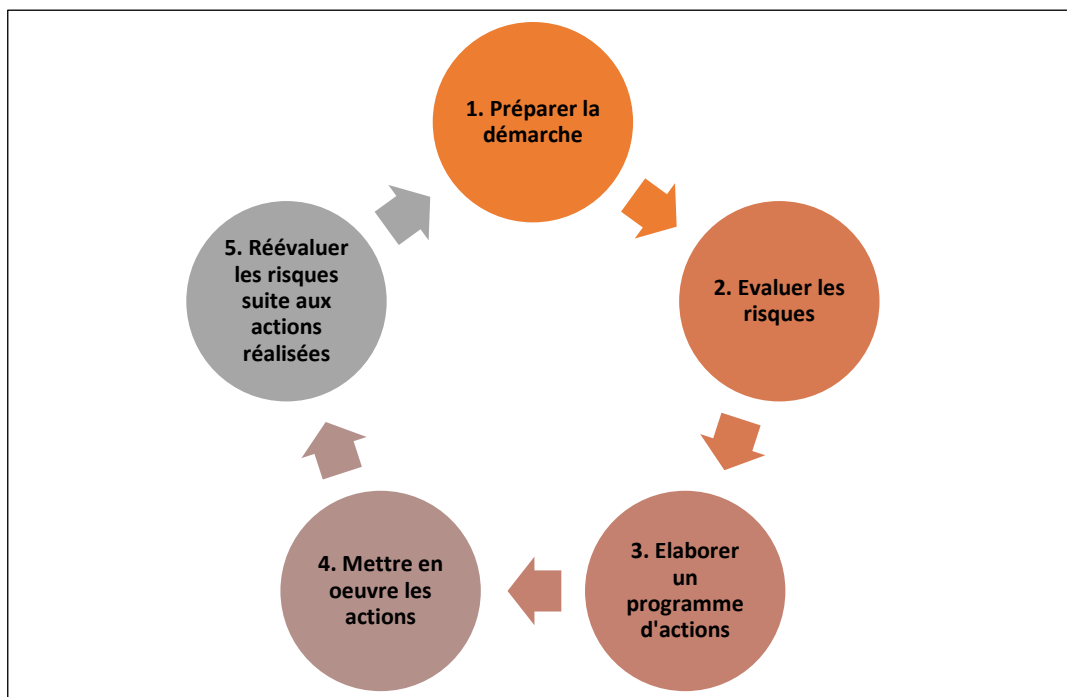 1. Préparer la
démarche
2. Evaluer les
risques
3. Elaborer
un
programme
d'actions
4. Mettre en
oeuvre les
actions
5. Réévaluer
les risques
suite aux
actions
réalisées